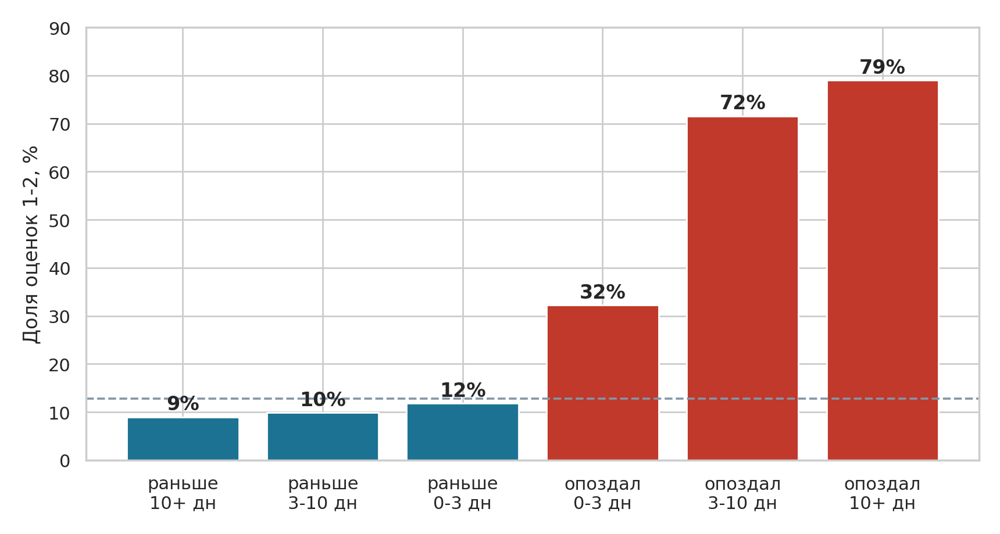 Доля оценок 1-2, %
90
80
70
60
50
40
30
20
10
0
9%
10%
12%
32%
72%
79%
раньше
10+ дн
раньше
3-10 дн
раньше
0-3 дн
опоздал
0-3 дн
опоздал
3-10 дн
опоздал
10+ дн